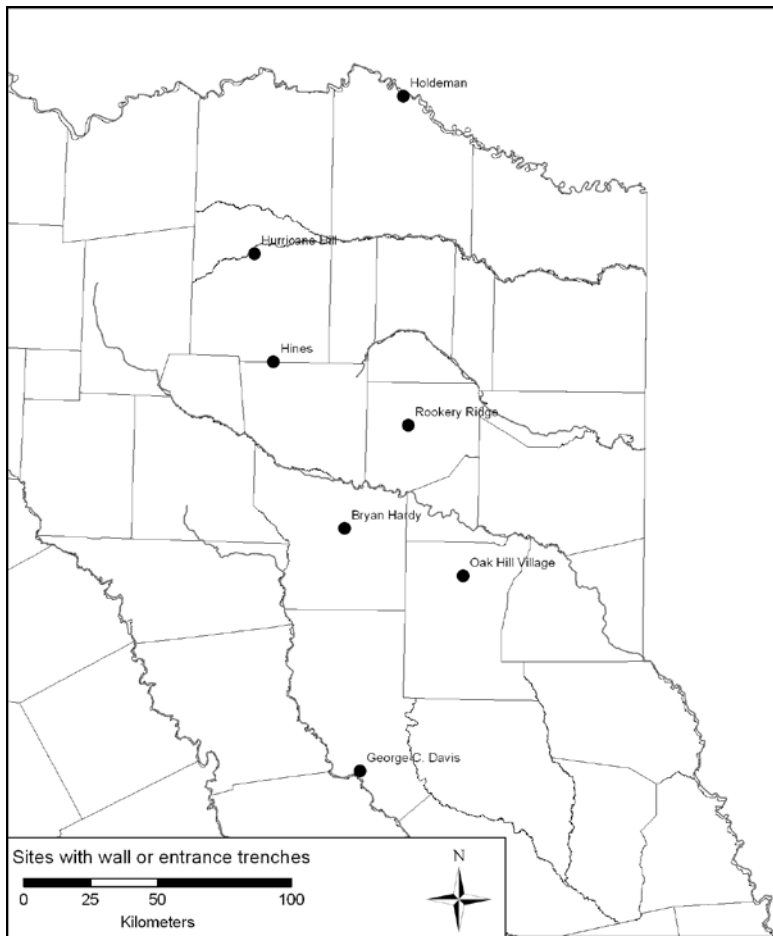 Holdeman
Hurricane Hill
Hines
Rookery Ridge
Bryan Hardy
Oak Hill Village
George C. Davis
Sites with wall or entrance trenches
N
0 25 50 100
Kilometers